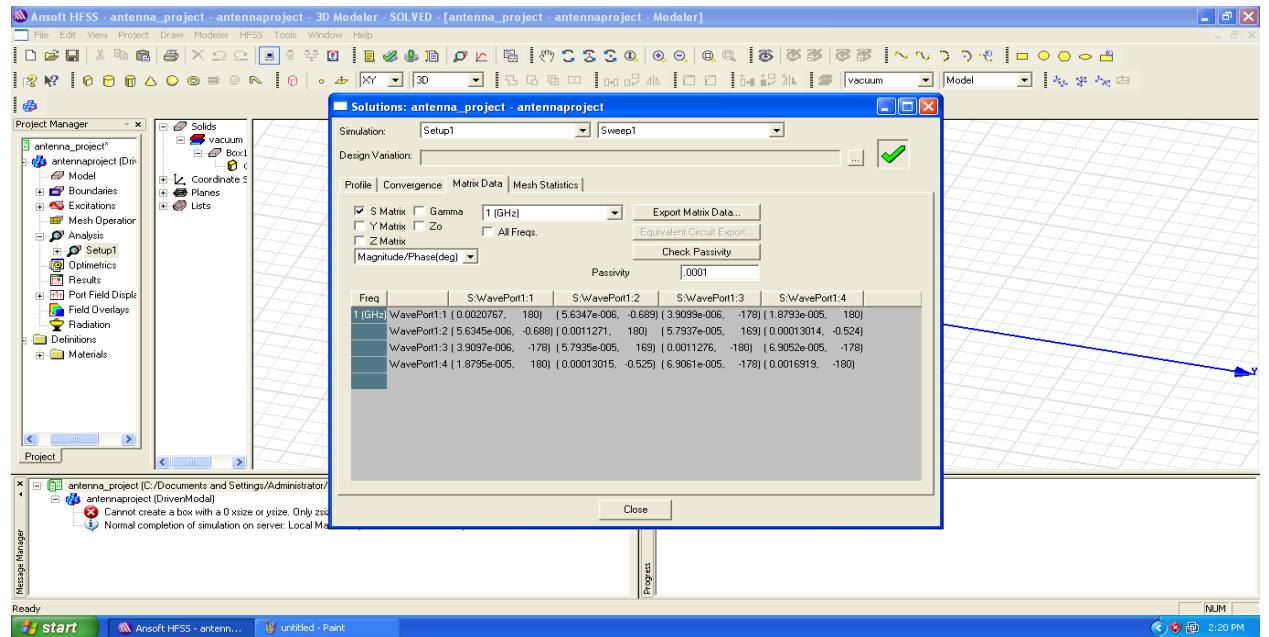 Ansoft HFSS - antenna_project - antennaproject - 3D Modeler - SOLVED - [antenna_project - antennaproject - Modeler]
File Edit View Project Draw Modeler HFSS Tools Window Help
XY 3D vacuum Model
Project Manager
antenna_project*
antennaproject (Driv
Model
Boundaries
Excitations
Mesh Operation
Analysis
Setup1
Optimetrics
Results
Port Field Displa
Field Overlays
Radiation
Definitions
Materials
Project
Solids
vacuum
Box1
Coordinate S
Planes
Lists
Solutions: antenna_project - antennaproject
Simulation: Setup1 Sweep1
Design Variation: ...
Profile Convergence Matrix Data Mesh Statistics
S Matrix Gamma 1 (GHz) Export Matrix Data...
Y Matrix Zo All Freqs. Equivalent Circuit Export...
Z Matrix Check Passivity
Magnitude/Phase(deg)
Passivity .0001
Freq S:WavePort1:1 S:WavePort1:2 S:WavePort1:3 S:WavePort1:4
1 (GHz) WavePort1:1 ( 0.0020767, 180) ( 5.6347e-006, -0.689) ( 3.9099e-006, -178) ( 1.8793e-005, 180)
WavePort1:2 ( 5.6345e-006, -0.688) ( 0.0011271, 180) ( 5.7937e-005, 169) ( 0.00013014, -0.524)
WavePort1:3 ( 3.9097e-006, -178) ( 5.7935e-005, 169) ( 0.0011276, -180) ( 6.9052e-005, -178)
WavePort1:4 ( 1.8795e-005, 180) ( 0.00013015, -0.525) ( 6.9061e-005, -178) ( 0.0016919, -180)
Close
Y
antenna_project (C:/Documents and Settings/Administrator/
antennaproject (DrivenModal)
Cannot create a box with a 0 xsize or ysize. Only zsiz
Normal completion of simulation on server: Local Ma
Message Manager
Progress
Ready
NUM
start Ansoft HFSS - antenn... untitled - Paint 2:20 PM